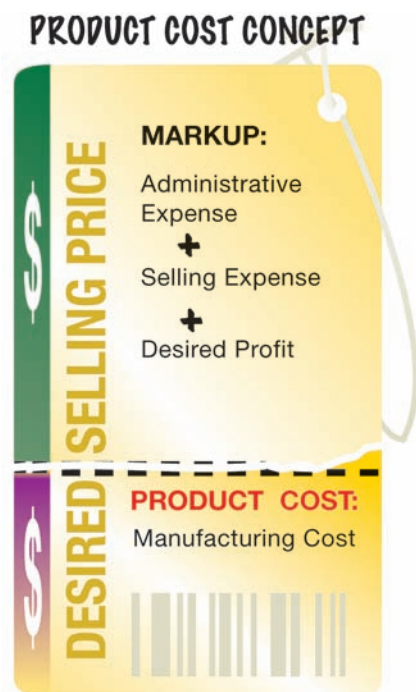 PRODUCT COST CONCEPT
DESIRED SELLING PRICE
$
MARKUP:
Administrative
Expense
+
Selling Expense
+
Desired Profit
$
PRODUCT COST:
Manufacturing Cost